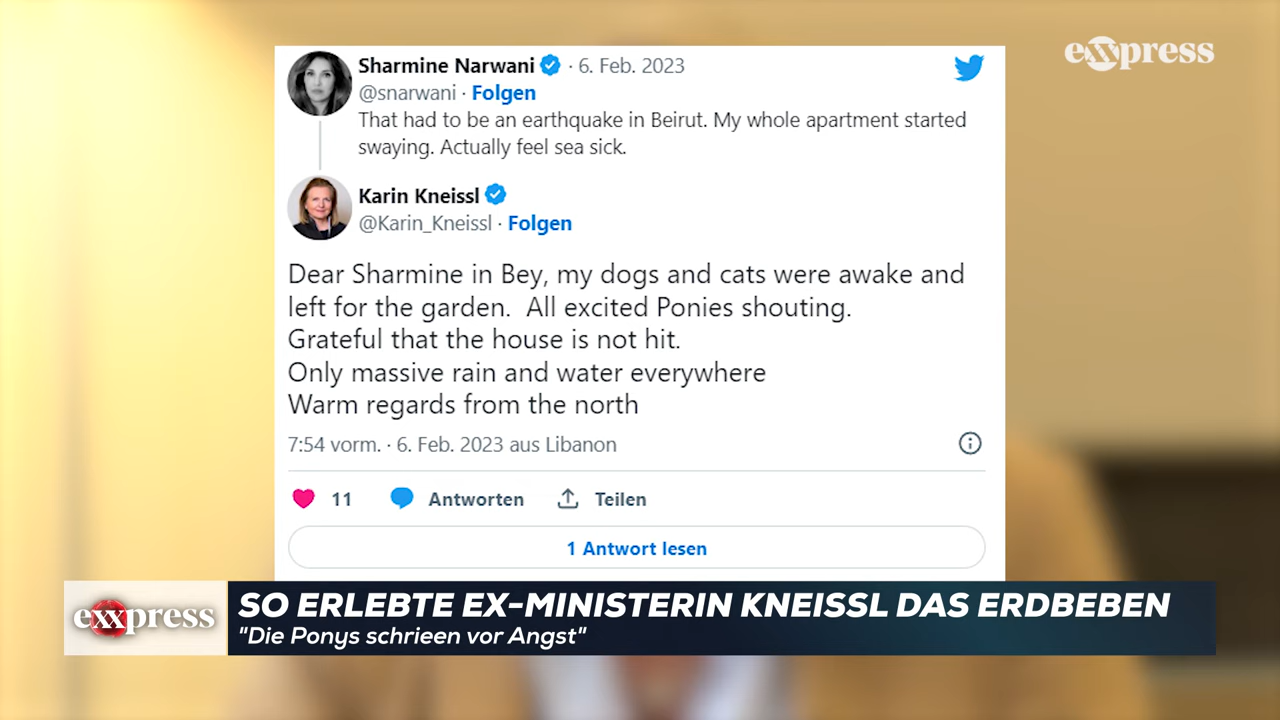 exxpress
Sharmine Narwani · 6. Feb. 2023
@snarwani · Folgen
That had to be an earthquake in Beirut. My whole apartment started
swaying. Actually feel sea sick.
Karin Kneissl
@Karin_Kneissl · Folgen
Dear Sharmine in Bey, my dogs and cats were awake and
left for the garden.  All excited Ponies shouting.
Grateful that the house is not hit.
Only massive rain and water everywhere
Warm regards from the north
7:54 vorm. · 6. Feb. 2023 aus Libanon
11 Antworten Teilen
1 Antwort lesen
exxpress
SO ERLEBTE EX-MINISTERIN KNEISSL DAS ERDBEBEN
"Die Ponys schrieen vor Angst"